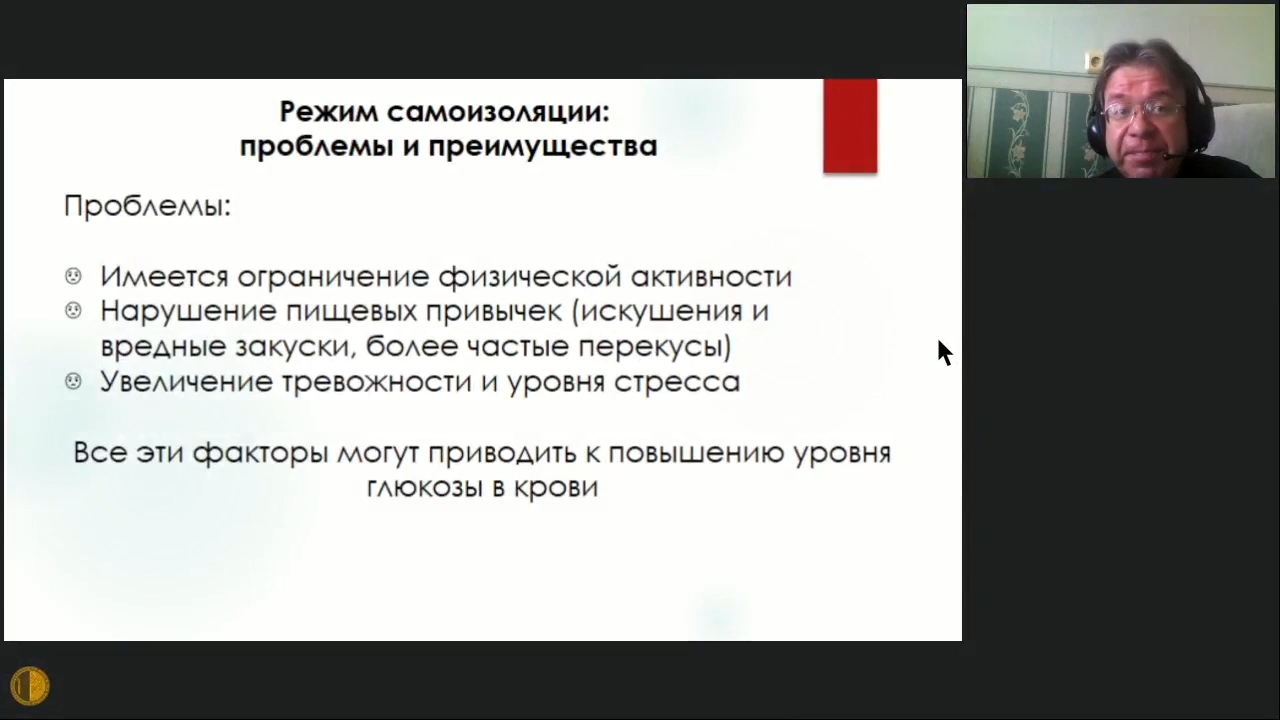 Режим самоизоляции:
проблемы и преимущества
Проблемы:
Имеется ограничение физической активности
Нарушение пищевых привычек (искушения и
вредные закуски, более частые перекусы)
Увеличение тревожности и уровня стресса
Все эти факторы могут приводить к повышению уровня
глюкозы в крови